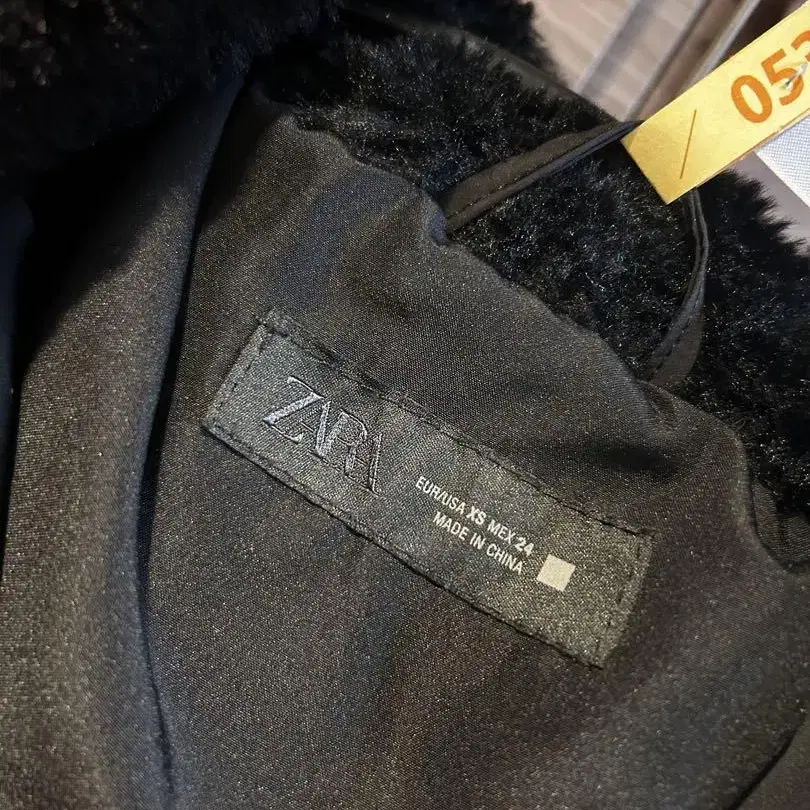 053
ZARA
EUR/USA XS MEX 24
MADE IN CHINA